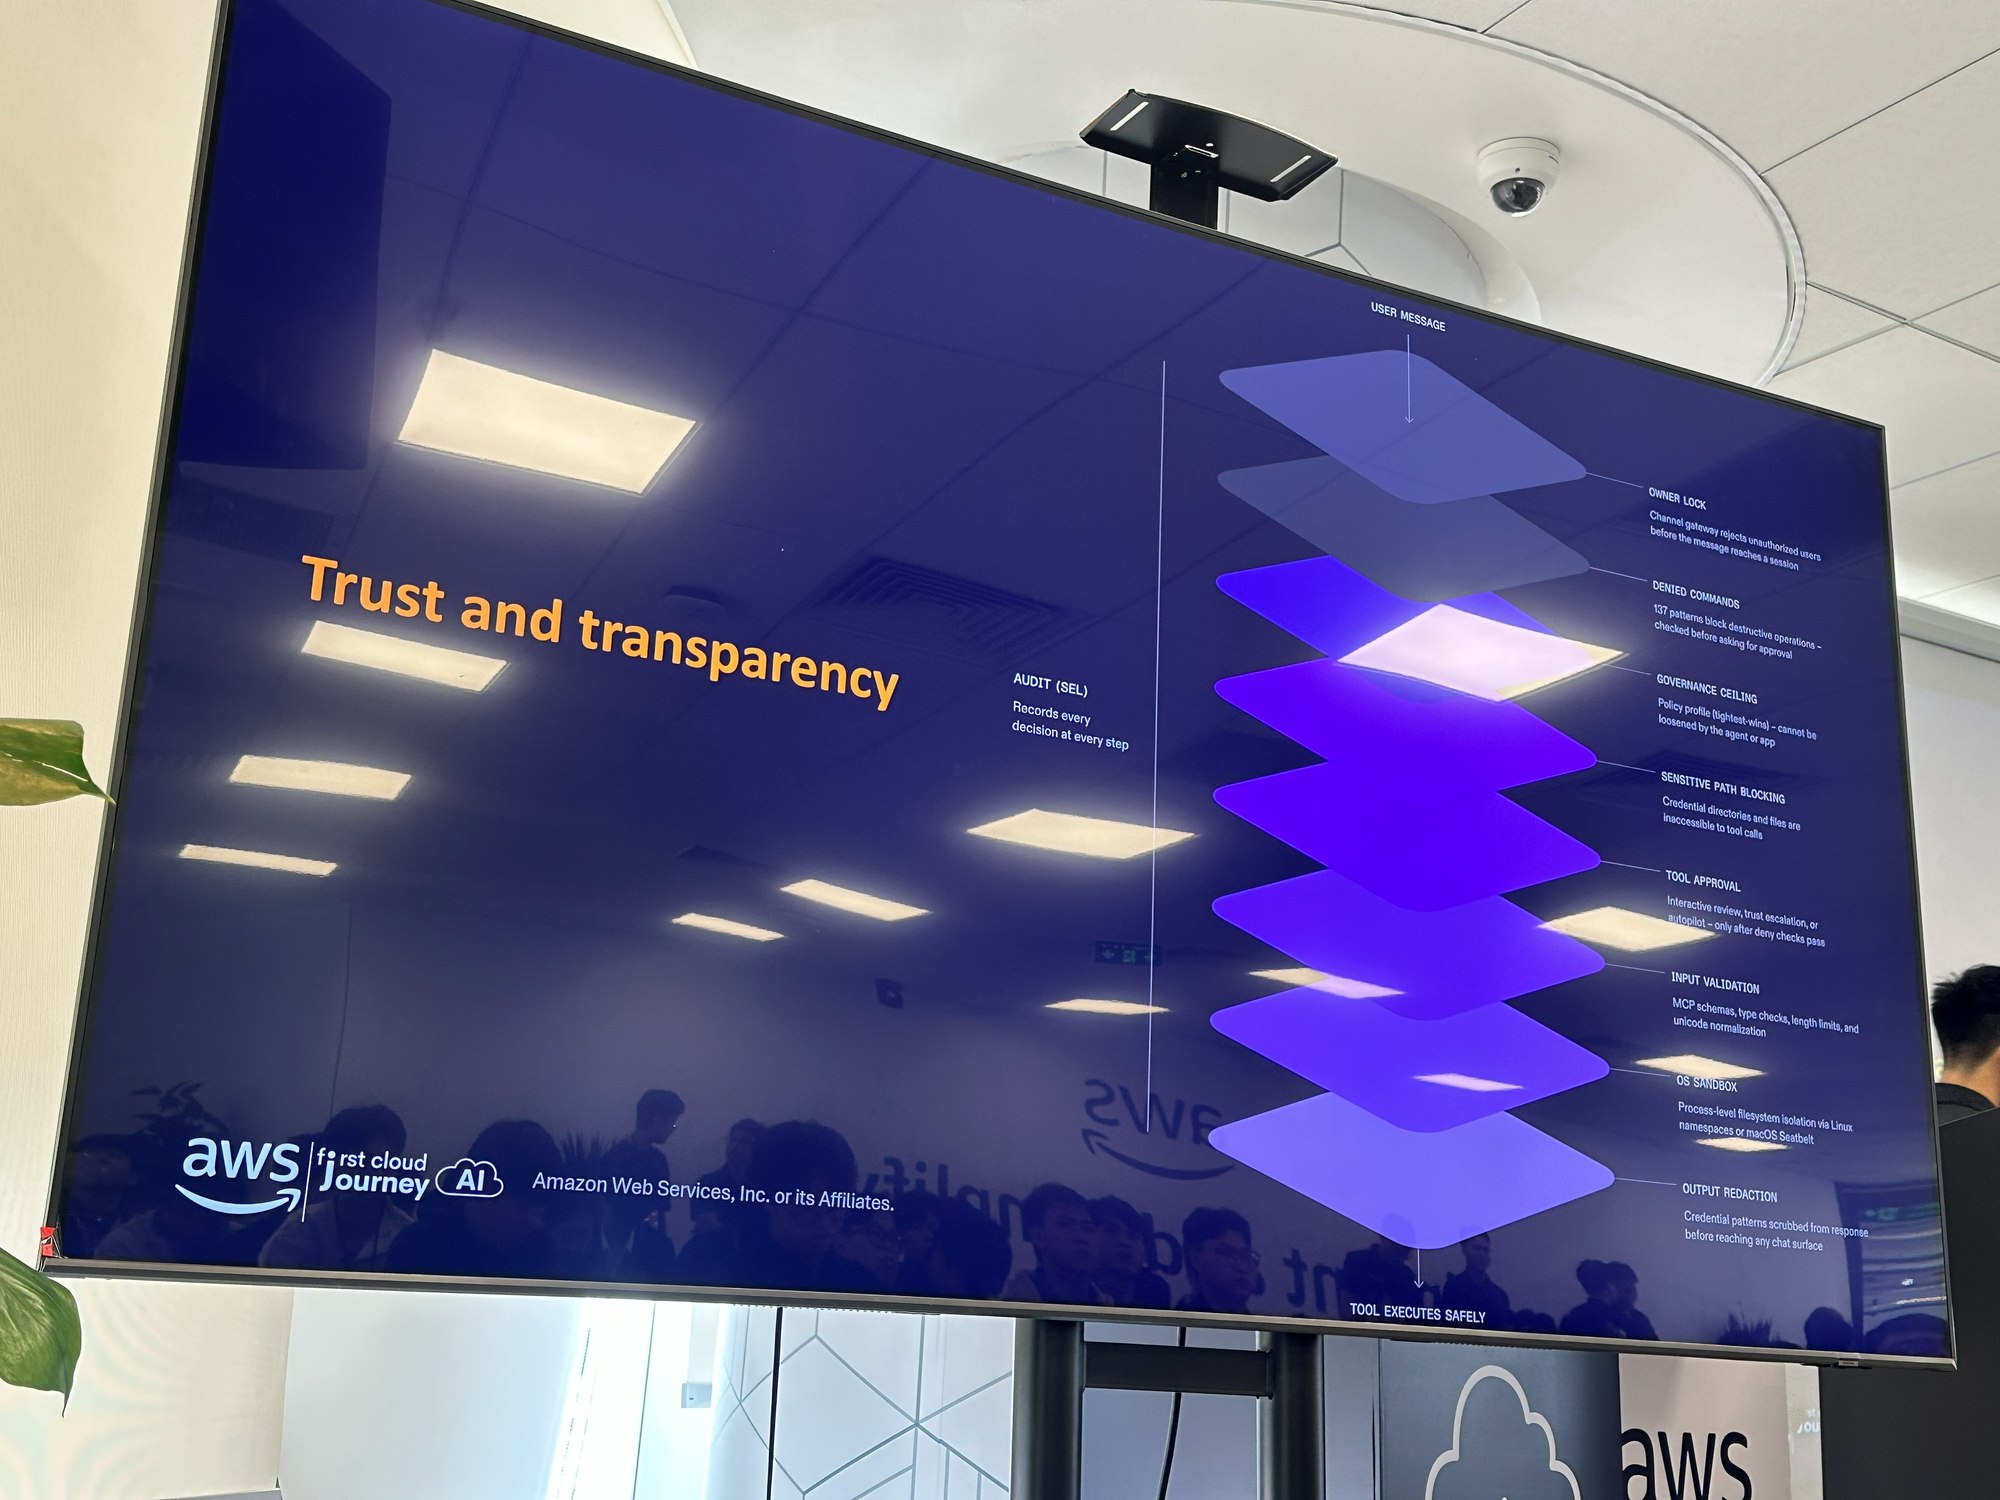 USER MESSAGE
Trust and transparency
AUDIT (SEL)
Records every
decision at every step
OWNER LOCK
Channel gateway rejects unauthorized users
before the message reaches a session
DENIED COMMANDS
137 patterns block destructive operations –
checked before asking for approval
GOVERNANCE CEILING
Policy profile (tightest-wins) – cannot be
loosened by the agent or app
SENSITIVE PATH BLOCKING
Credential directories and files are
inaccessible to tool calls
TOOL APPROVAL
Interactive review, trust escalation, or
autopilot – only after deny checks pass
INPUT VALIDATION
MCP schemas, type checks, length limits, and
unicode normalization
OS SANDBOX
Process-level filesystem isolation via Linux
namespaces or macOS Seatbelt
OUTPUT REDACTION
Credential patterns scrubbed from response
before reaching any chat surface
TOOL EXECUTES SAFELY
aws
first cloud
journey
AI
Amazon Web Services, Inc. or its Affiliates.
aws
aws